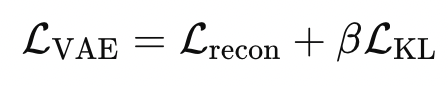 𝓛_VAE = 𝓛_recon + β𝓛_KL